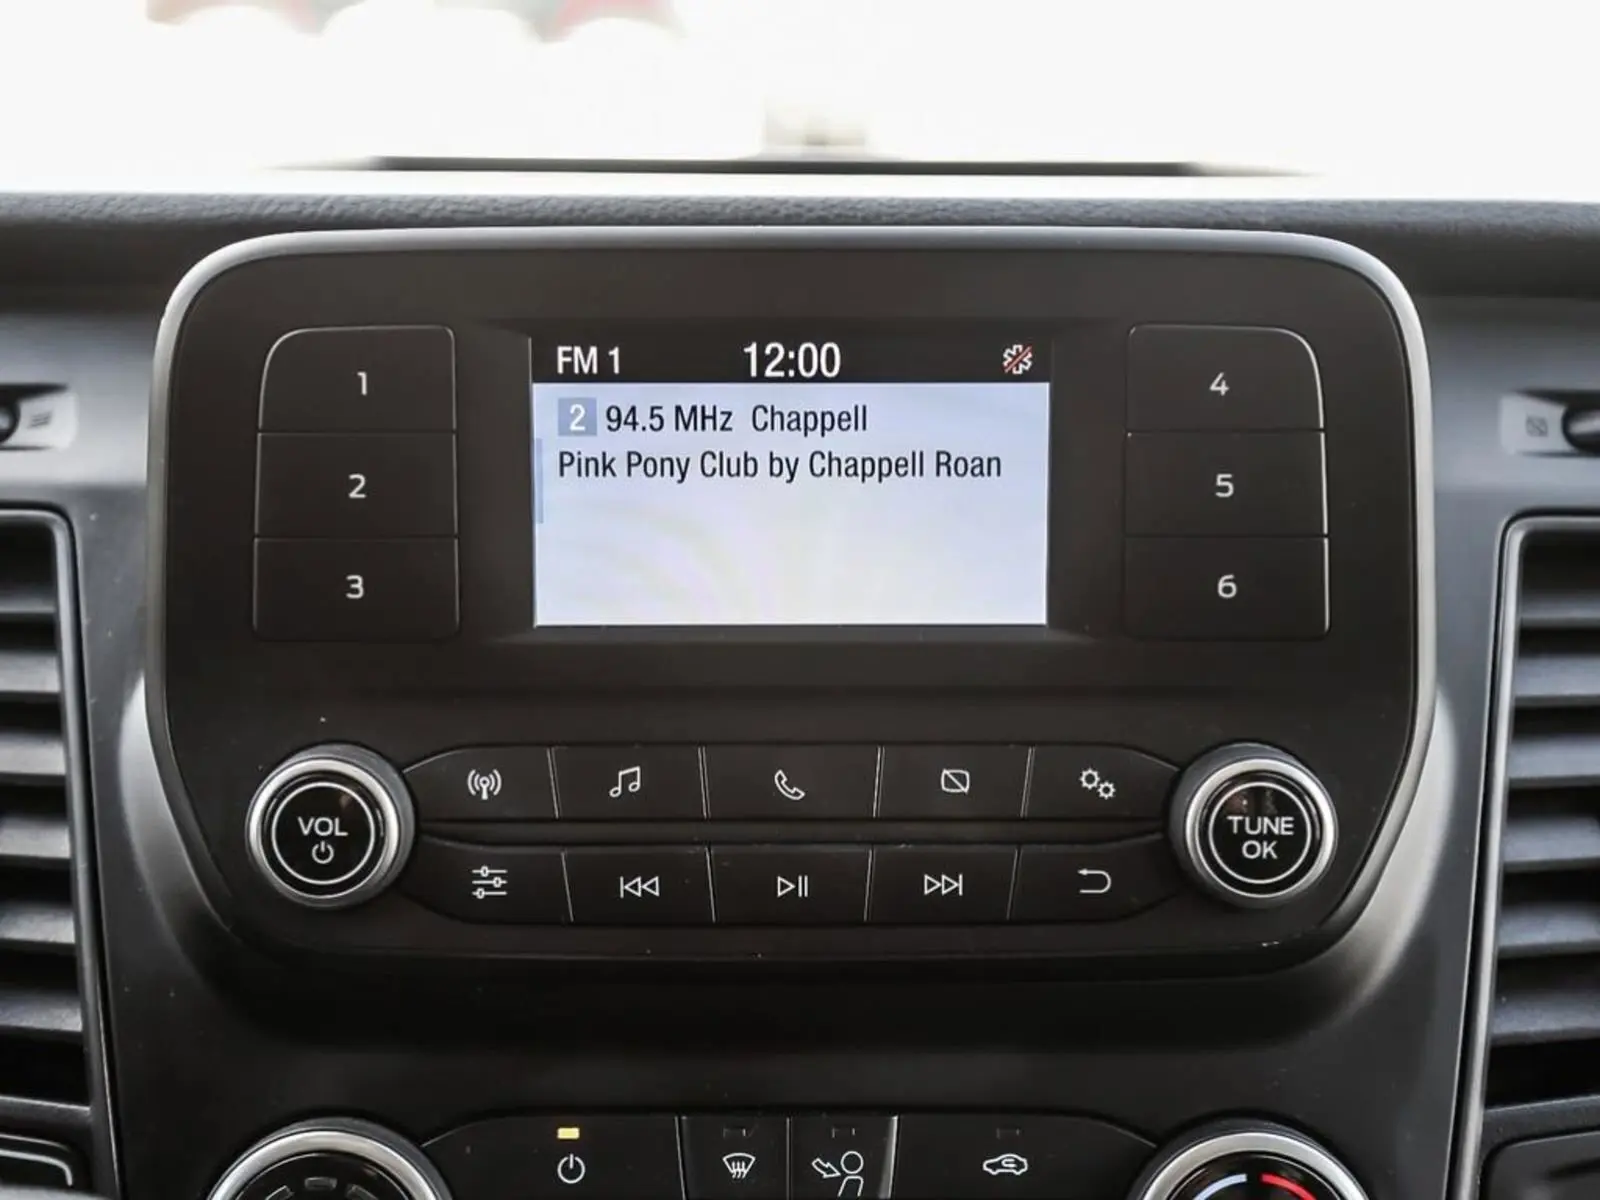 FM 1 12:00
2 94.5 MHz Chappell
Pink Pony Club by Chappell Roan
1
2
3
4
5
6
VOL
TUNE
OK